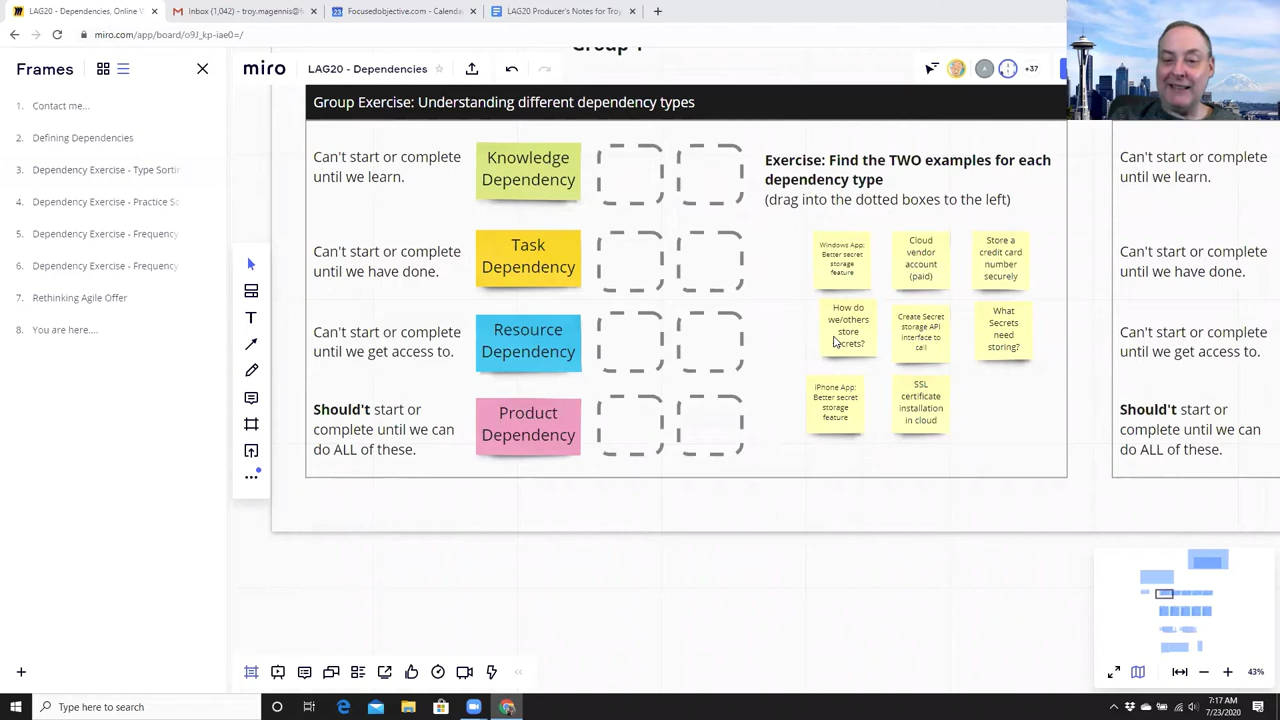 LAG20 - Dependencies, Online W
Inbox (1,042) - troy.magennis@f
Focusedobjective.com - Calenda
LAG20 Producer's Notes for Troy
miro.com/app/board/o9J_kp-iae0=/
Frames
1. Contact me...
2. Defining Dependencies
3. Dependency Exercise - Type Sortin
4. Dependency Exercise - Practice Sc
5. Dependency Exercise - Frequency
6. Dependency Exercise - Frequency
7. Rethinking Agile Offer
8. You are here....
miro
LAG20 - Dependencies
A
+37
Group Exercise: Understanding different dependency types
Can't start or complete
until we learn.
Knowledge
Dependency
Can't start or complete
until we have done.
Task
Dependency
Can't start or complete
until we get access to.
Resource
Dependency
Should't start or
complete until we can
do ALL of these.
Product
Dependency
Exercise: Find the TWO examples for each
dependency type
(drag into the dotted boxes to the left)
Windows App:
Better secret
storage
feature
Cloud
vendor
account
(paid)
Store a
credit card
number
securely
How do
we/others
store
secrets?
Create Secret
storage API
interface to
call
What
Secrets
need
storing?
iPhone App:
Better secret
storage
feature
SSL
certificate
installation
in cloud
Can't start or complete
until we learn.
Can't start or complete
until we have done.
Can't start or complete
until we get access to.
Should't start or
complete until we can
do ALL of these.
43%
Type here to search
7:17 AM
7/23/2020